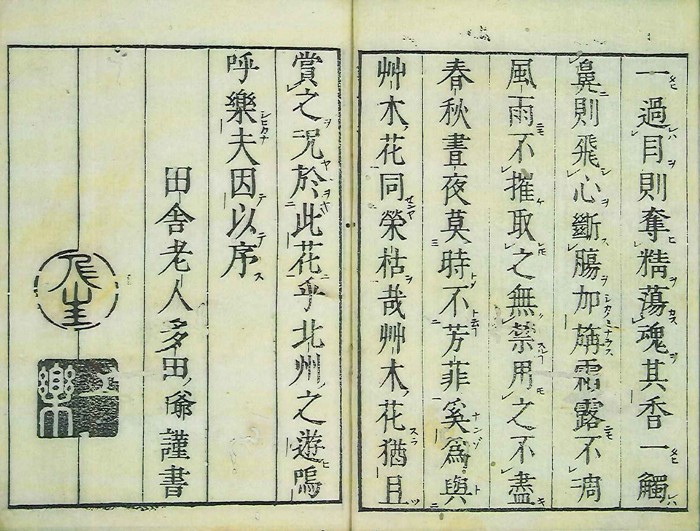 一過目則奪精蕩魂其香一觸
鼻則飛心斷膓加旃霜露不凋
風雨不摧取之無禁用之不盡
春秋晝夜莫時不芳菲奚爲與
艸木花同榮枯哉艸木花猶且
賞之况於此花乎北州之遊嗚
呼樂夫因以序
田舎老人多田爺謹書